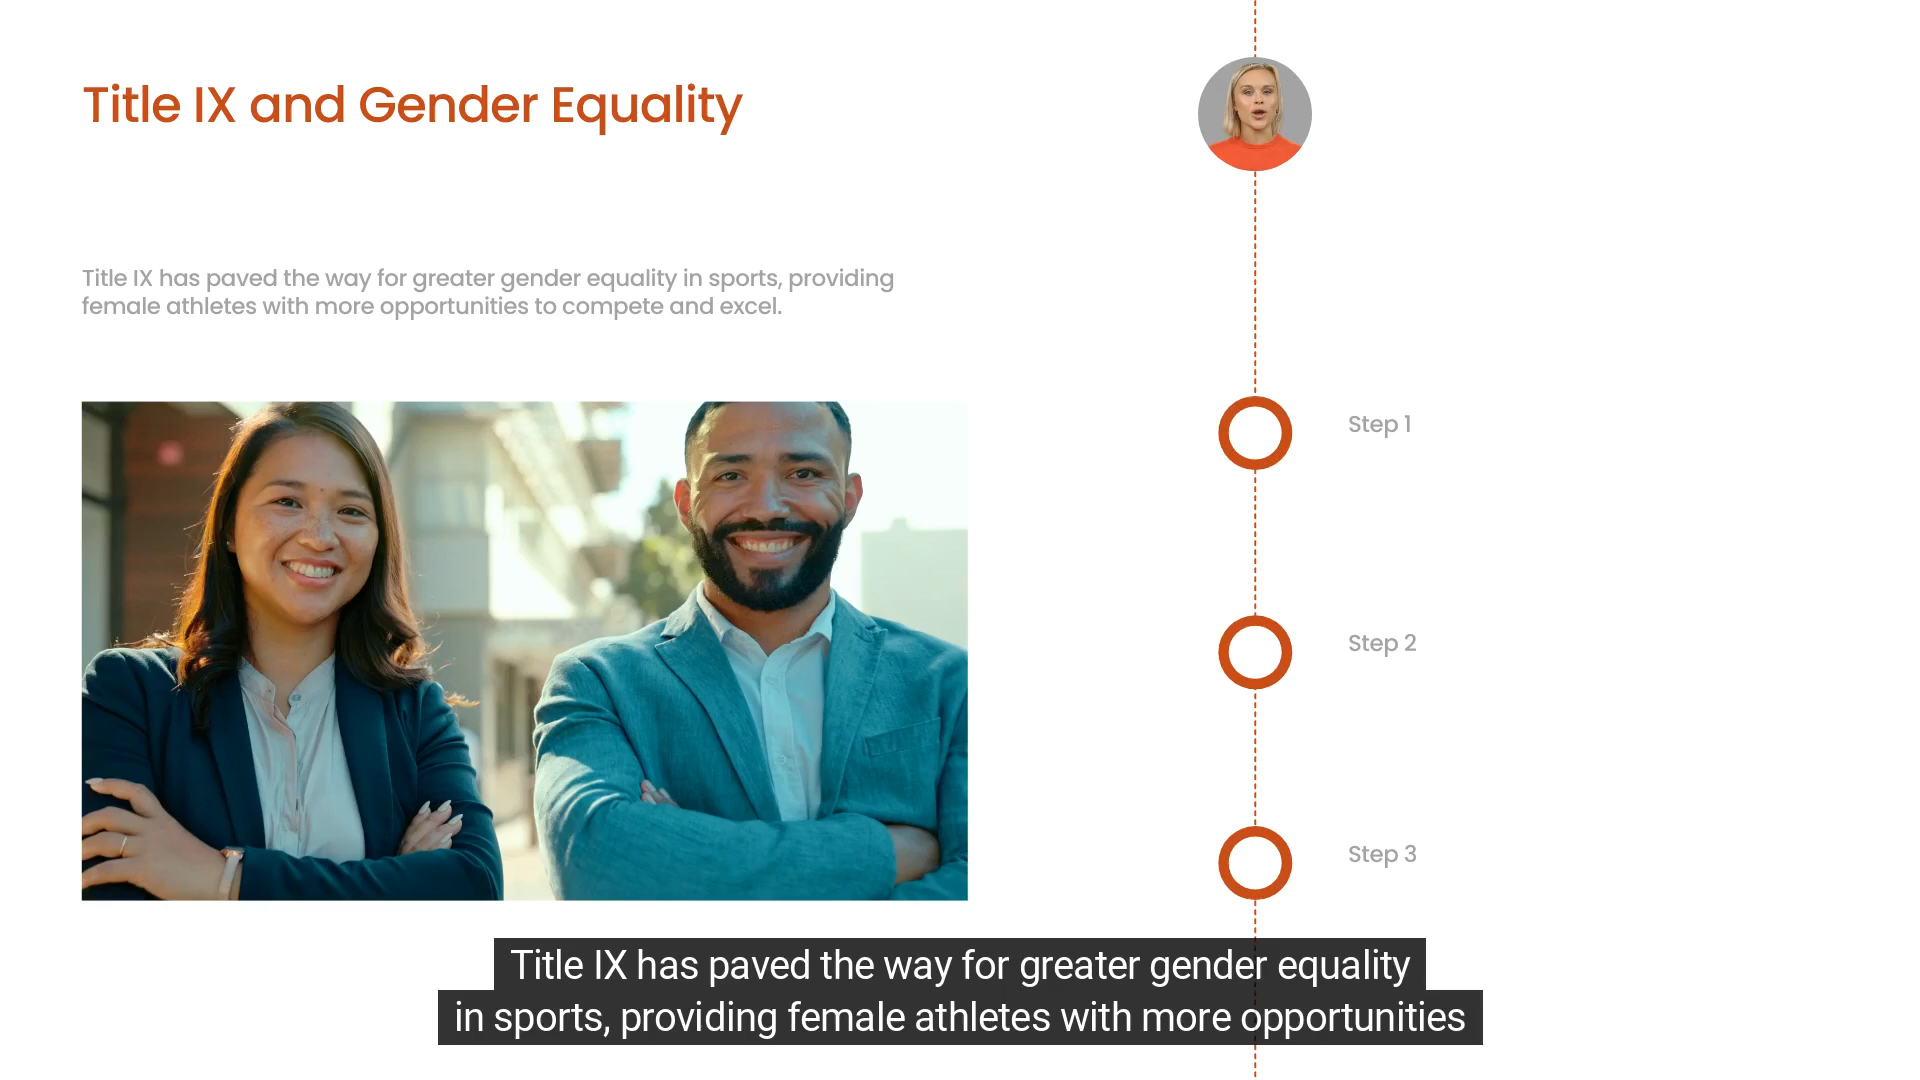 Title IX and Gender Equality
Title IX has paved the way for greater gender equality in sports, providing
female athletes with more opportunities to compete and excel.
Step 1
Step 2
Step 3
Title IX has paved the way for greater gender equality
in sports, providing female athletes with more opportunities